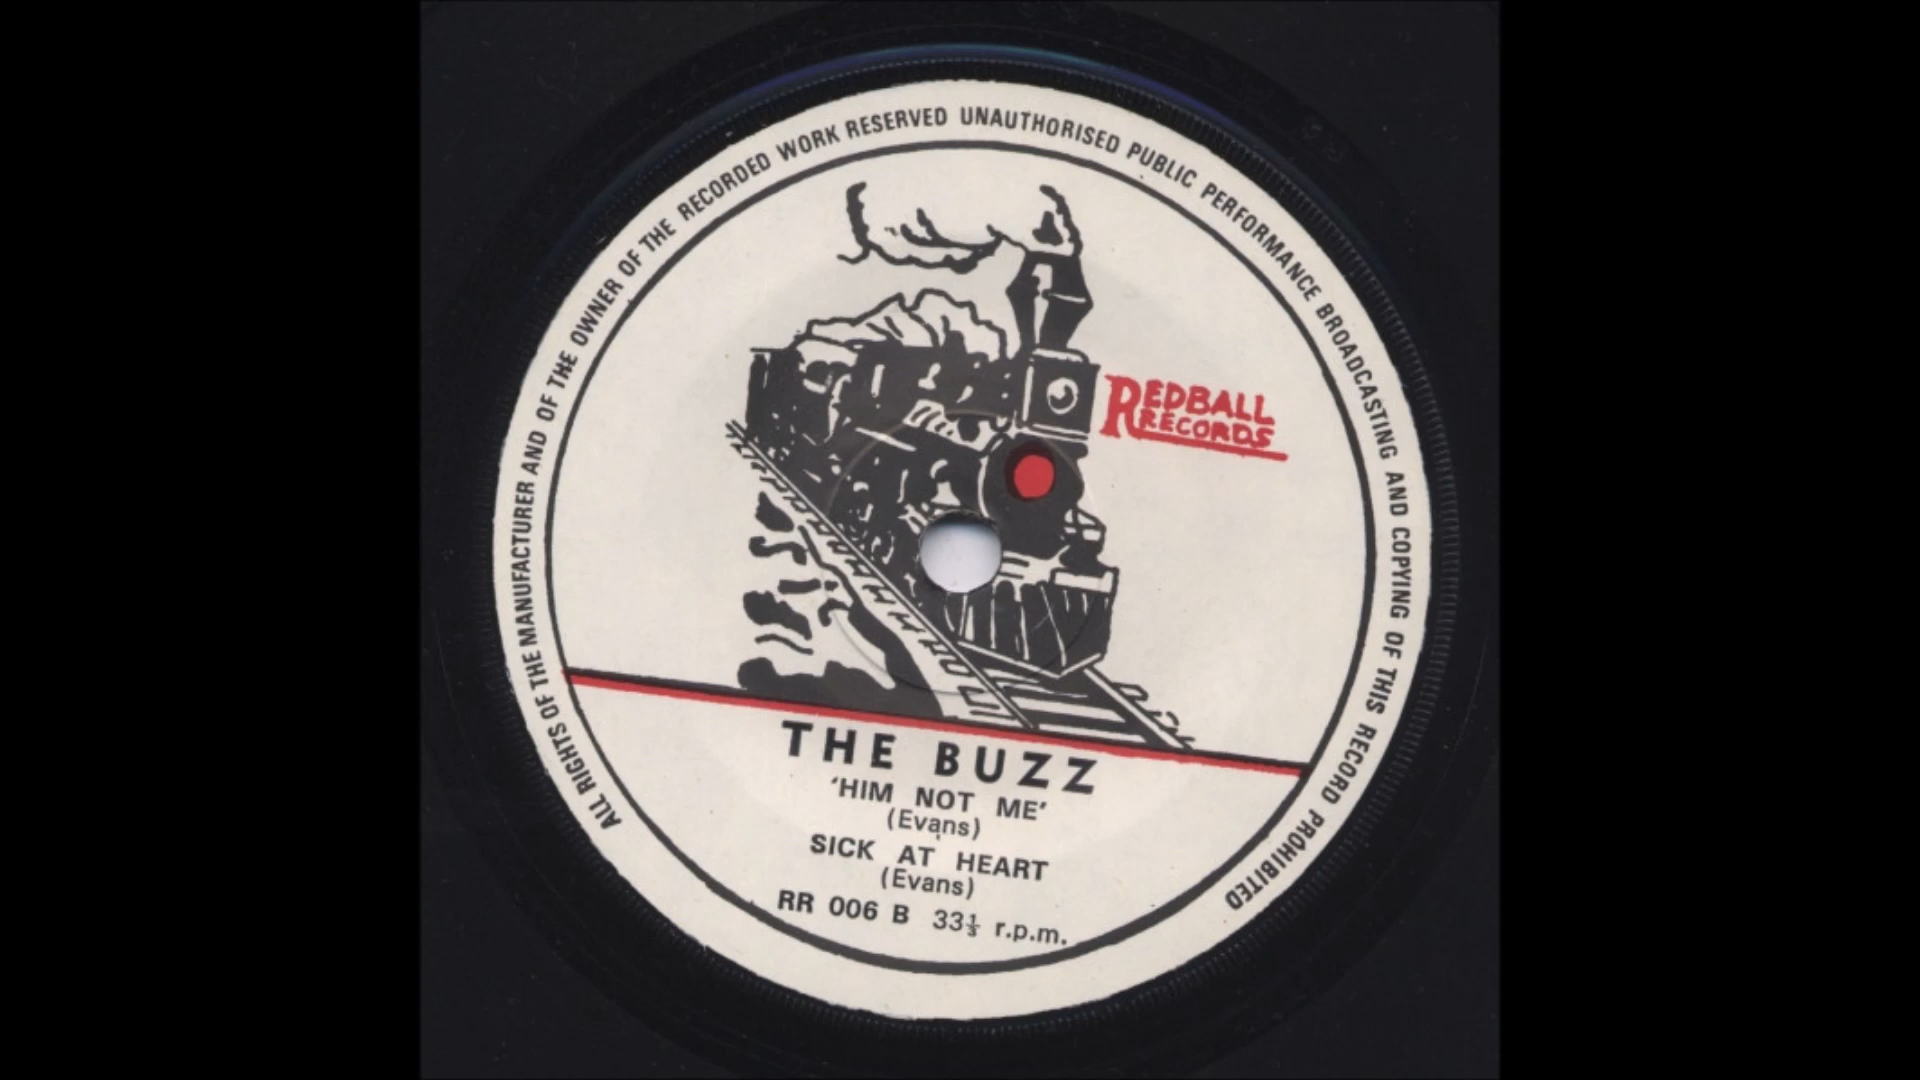 ALL RIGHTS OF THE MANUFACTURER AND OF THE OWNER OF THE RECORDED WORK RESERVED UNAUTHORISED PUBLIC PERFORMANCE BROADCASTING AND COPYING OF THIS RECORD PROHIBITED
REDBALL
RECORDS
THE BUZZ
'HIM NOT ME'
(Evans)
SICK AT HEART
(Evans)
RR 006 B 33⅓ r.p.m.